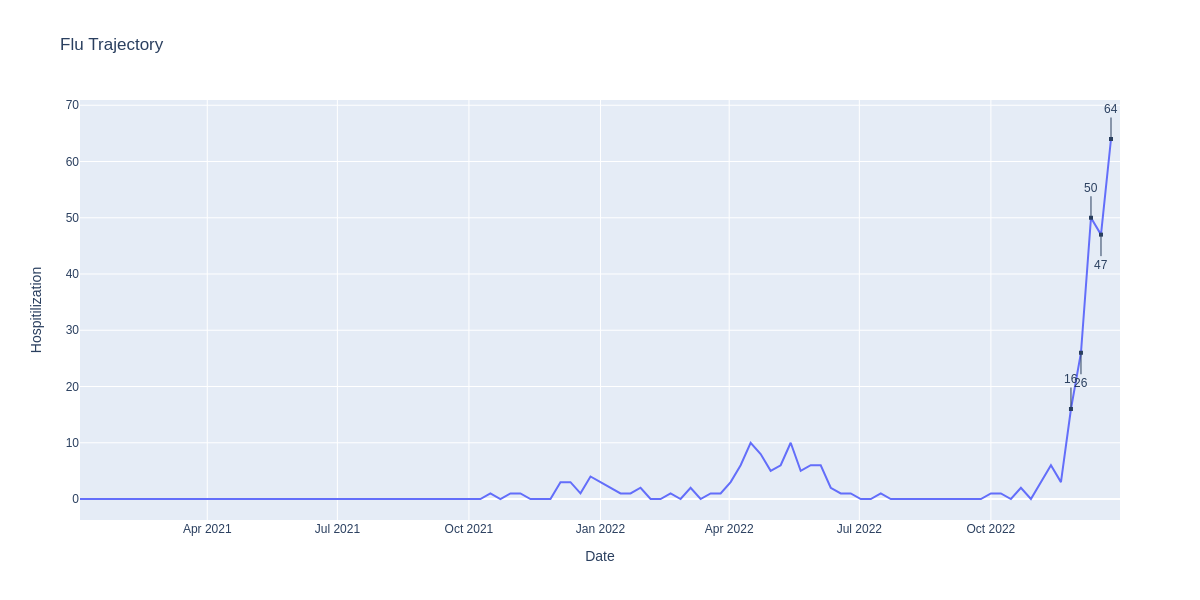 Flu Trajectory
70
60
50
40
30
20
10
0
64
50
47
16
26
Hospitilization
Apr 2021
Jul 2021
Oct 2021
Jan 2022
Apr 2022
Jul 2022
Oct 2022
Date